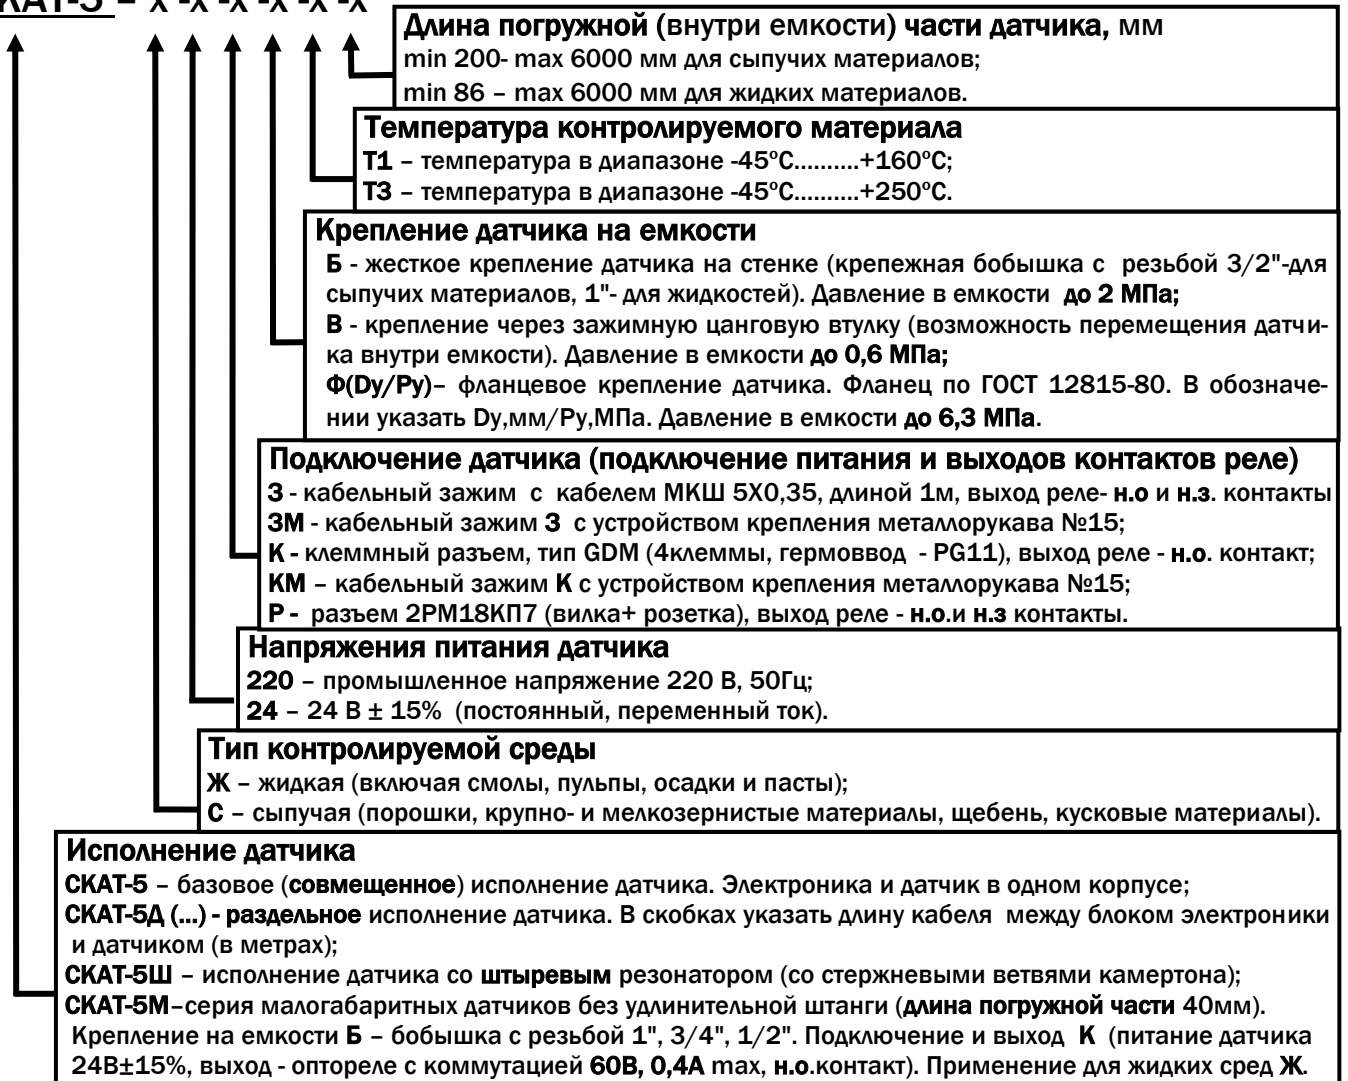 КАТ-5 – х -х -х -х -х -х
Длина погружной (внутри емкости) части датчика, мм
min 200- max 6000 мм для сыпучих материалов;
min 86 – max 6000 мм для жидких материалов.
Температура контролируемого материала
Т1 – температура в диапазоне -45ºС..........+160ºС;
Т3 – температура в диапазоне -45ºС..........+250ºС.
Крепление датчика на емкости
Б - жесткое крепление датчика на стенке (крепежная бобышка с резьбой 3/2"-для
сыпучих материалов, 1"- для жидкостей). Давление в емкости до 2 МПа;
В - крепление через зажимную цанговую втулку (возможность перемещения датчи-
ка внутри емкости). Давление в емкости до 0,6 МПа;
Ф(Dy/Py)– фланцевое крепление датчика. Фланец по ГОСТ 12815-80. В обозначе-
нии указать Dy,мм/Py,МПа. Давление в емкости до 6,3 МПа.
Подключение датчика (подключение питания и выходов контактов реле)
З - кабельный зажим с кабелем МКШ 5Х0,35, длиной 1м, выход реле- н.о и н.з. контакты
ЗМ - кабельный зажим З с устройством крепления металлорукава №15;
К - клеммный разъем, тип GDM (4клеммы, гермоввод - PG11), выход реле - н.о. контакт;
КМ – кабельный зажим К с устройством крепления металлорукава №15;
Р - разъем 2РМ18КП7 (вилка+ розетка), выход реле - н.о.и н.з контакты.
Напряжения питания датчика
220 – промышленное напряжение 220 В, 50Гц;
24 – 24 В ± 15% (постоянный, переменный ток).
Тип контролируемой среды
Ж – жидкая (включая смолы, пульпы, осадки и пасты);
С – сыпучая (порошки, крупно- и мелкозернистые материалы, щебень, кусковые материалы).
Исполнение датчика
СКАТ-5 – базовое (совмещенное) исполнение датчика. Электроника и датчик в одном корпусе;
СКАТ-5Д (...) - раздельное исполнение датчика. В скобках указать длину кабеля между блоком электроники
и датчиком (в метрах);
СКАТ-5Ш – исполнение датчика со штыревым резонатором (со стержневыми ветвями камертона);
СКАТ-5М–серия малогабаритных датчиков без удлинительной штанги (длина погружной части 40мм).
Крепление на емкости Б – бобышка с резьбой 1", 3/4", 1/2". Подключение и выход К (питание датчика
24В±15%, выход - оптореле с коммутацией 60В, 0,4А max, н.о.контакт). Применение для жидких сред Ж.